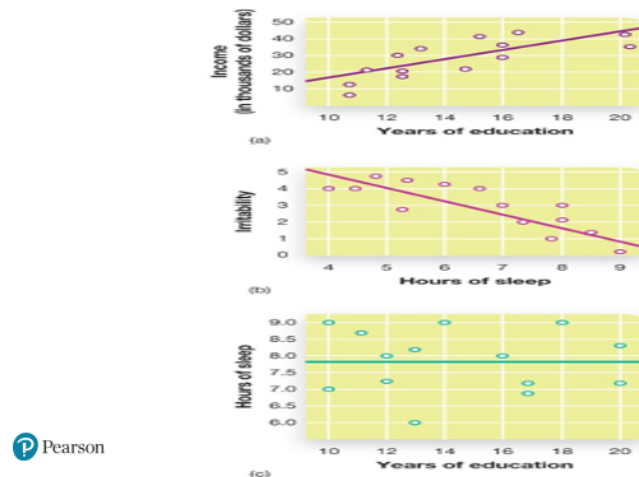 50
40
30
20
10
Income
(in thousands of dollars)
10 12 14 16 18 20
Years of education
(a)
5
4
3
2
1
0
Irritability
4 5 6 7 8 9
Hours of sleep
(b)
9.0
8.5
8.0
7.5
7.0
6.5
6.0
Hours of sleep
10 12 14 16 18 20
Years of education
(c)
P Pearson